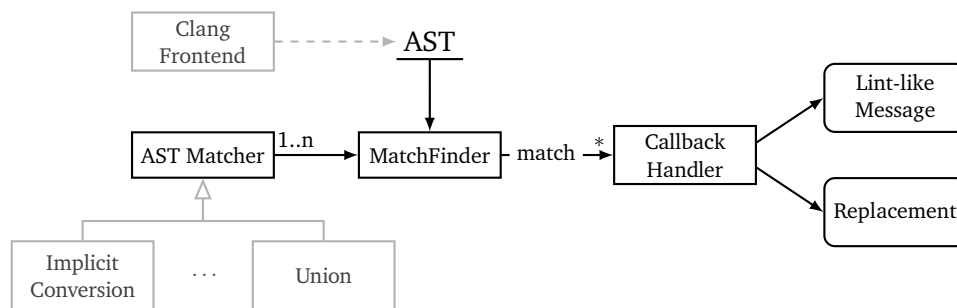 Clang
Frontend
AST
Lint-like
Message
AST Matcher
1..n
MatchFinder
match
*
Callback
Handler
Replacement
Implicit
Conversion
...
Union